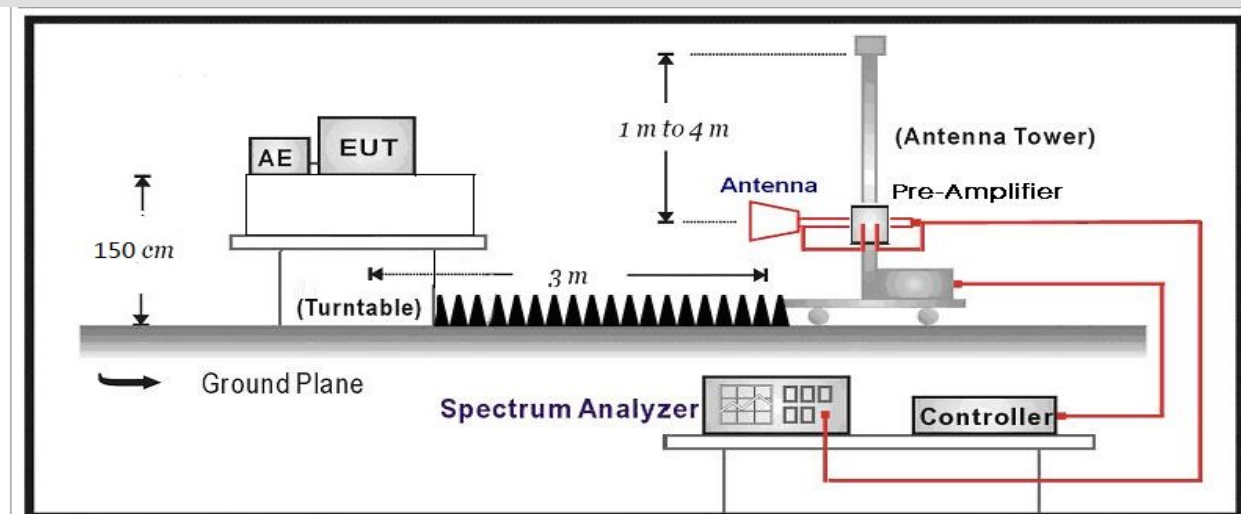 1 m to 4 m
(Antenna Tower)
AE
EUT
Antenna
Pre-Amplifier
150 cm
3 m
(Turntable)
Ground Plane
Spectrum Analyzer
Controller